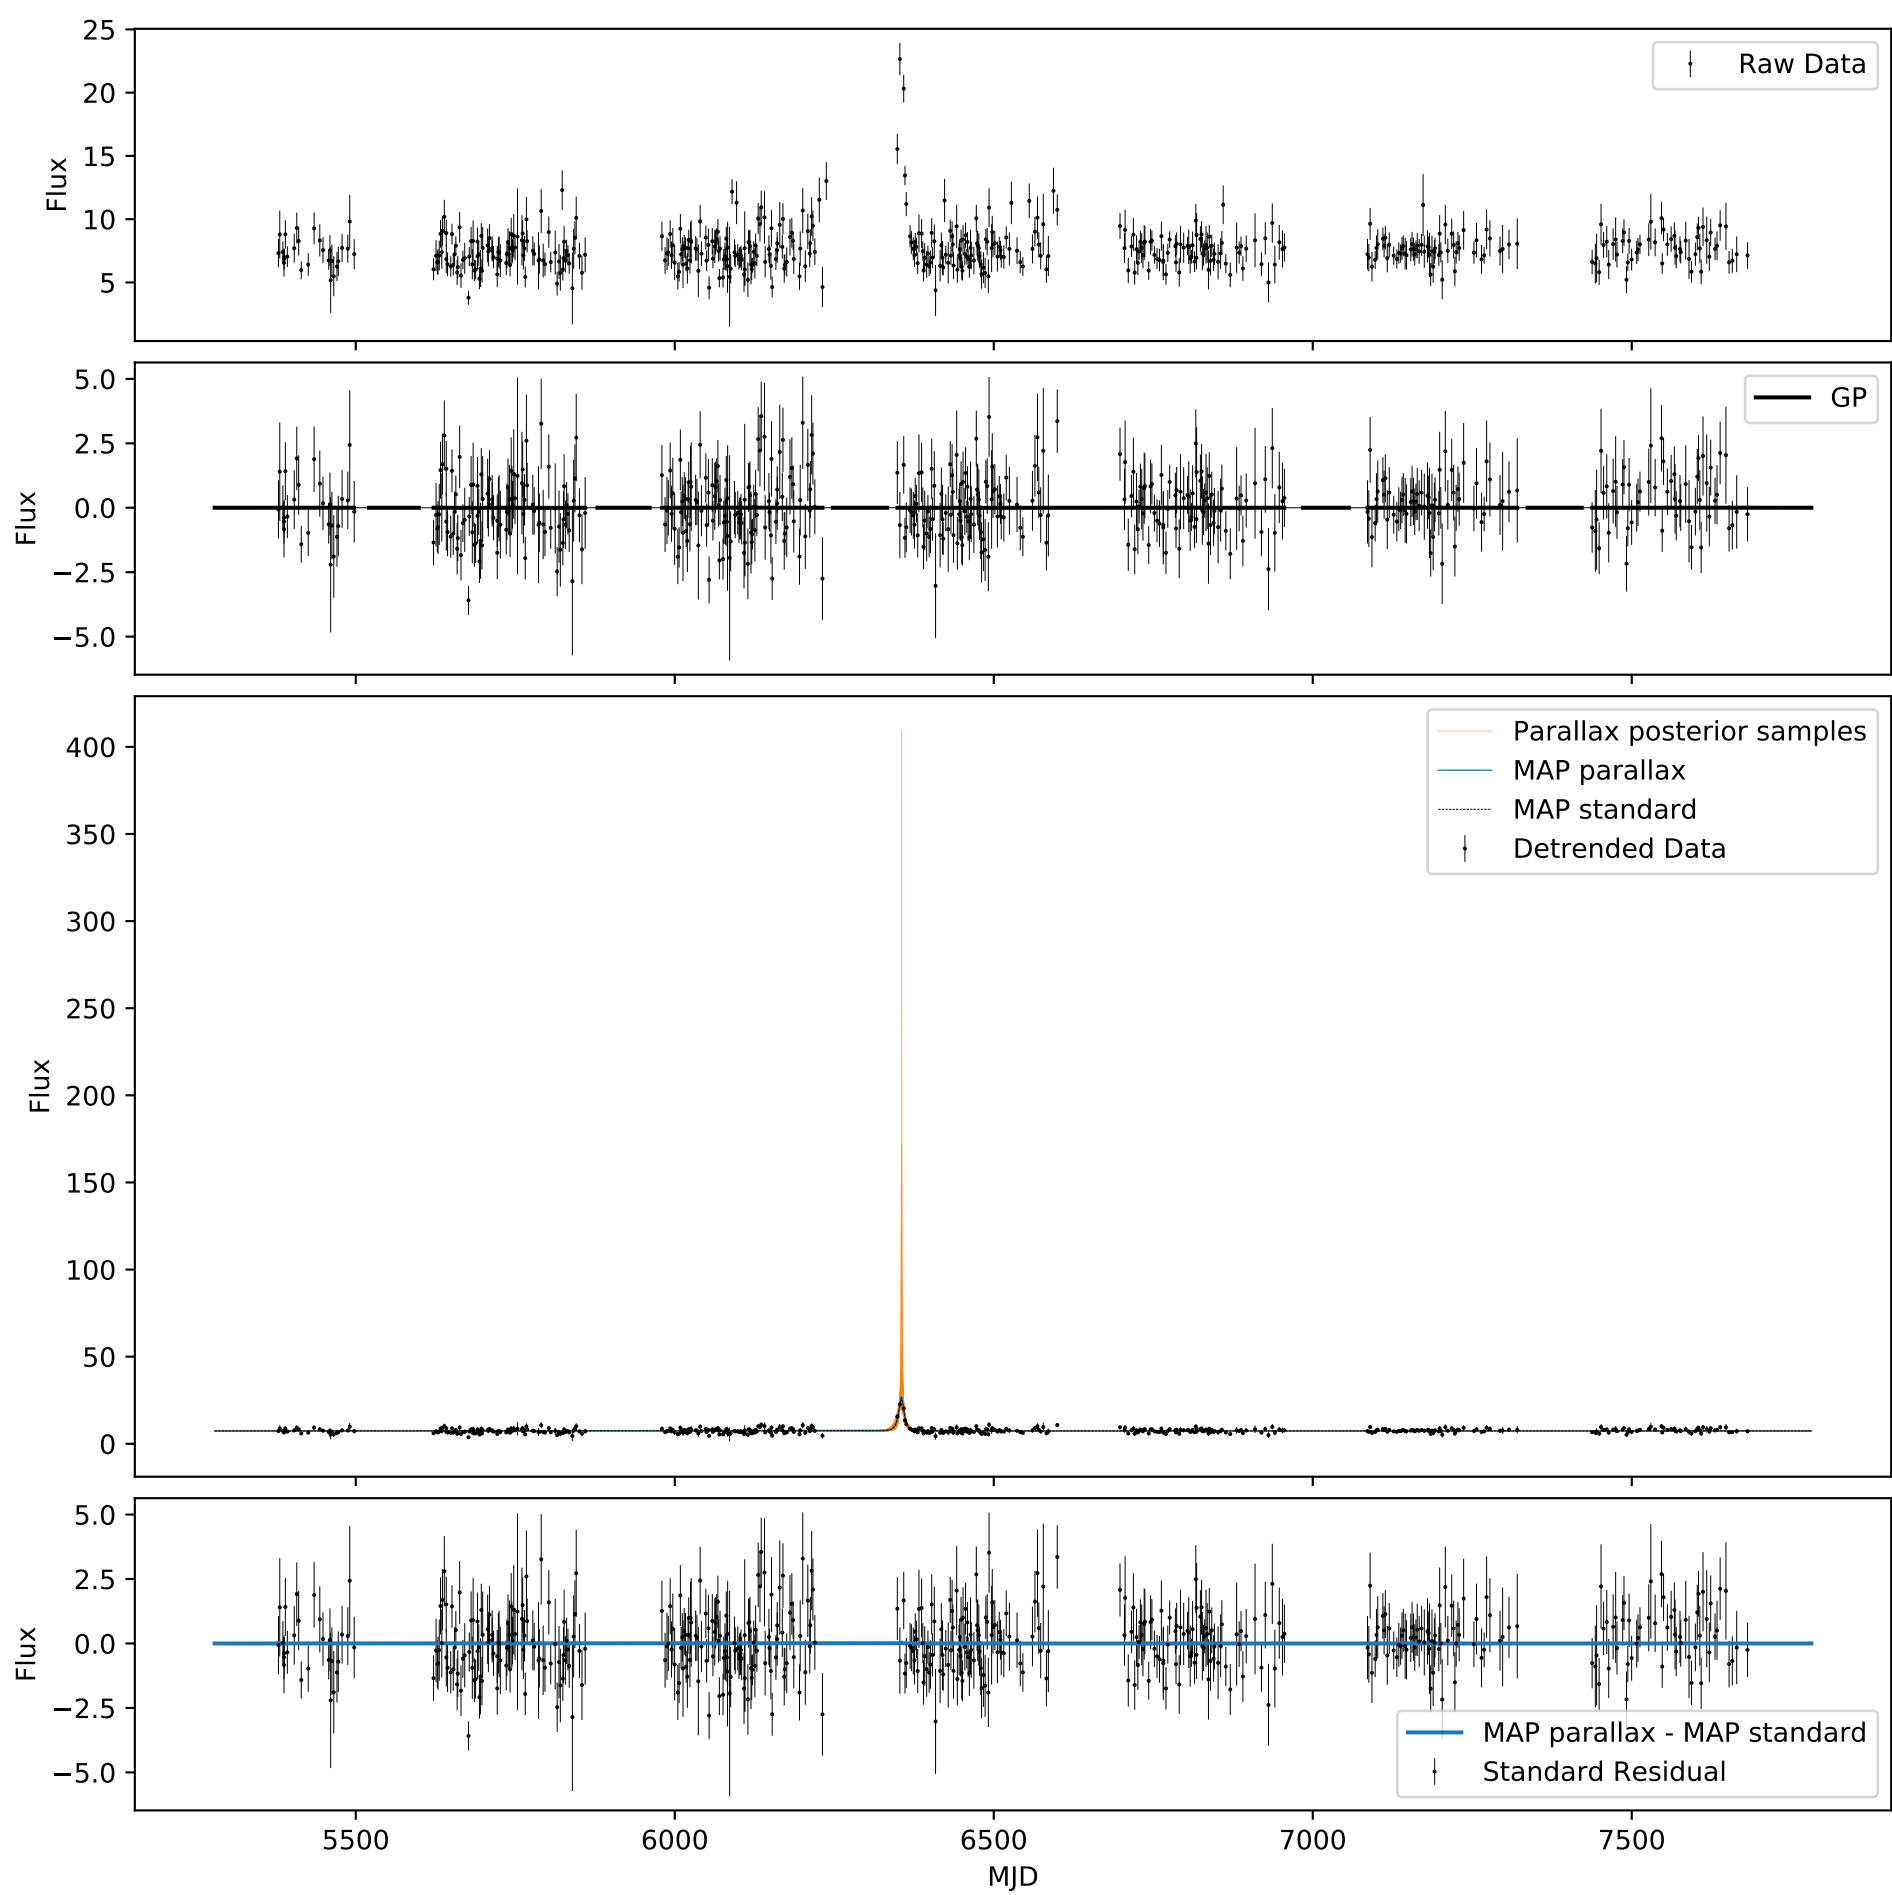 25
20
15
10
5
Flux
Raw Data
5.0
2.5
0.0
−2.5
−5.0
Flux
GP
400
350
300
250
200
150
100
50
0
Flux
Parallax posterior samples
MAP parallax
MAP standard
Detrended Data
5.0
2.5
0.0
−2.5
−5.0
Flux
MAP parallax - MAP standard
Standard Residual
5500 6000 6500 7000 7500
MJD